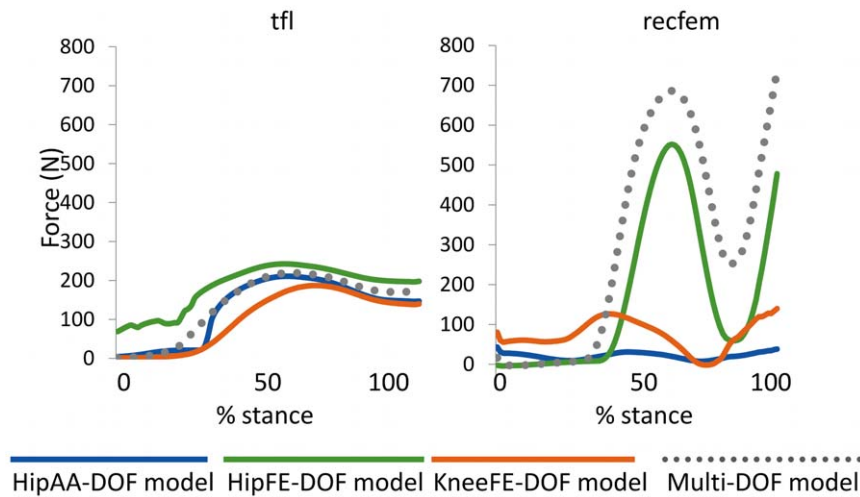 tfl
800
700
600
500
400
300
200
100
0
Force (N)
0 50 100
% stance
recfem
800
700
600
500
400
300
200
100
0
0 50 100
% stance
HipAA-DOF model HipFE-DOF model KneeFE-DOF model Multi-DOF model